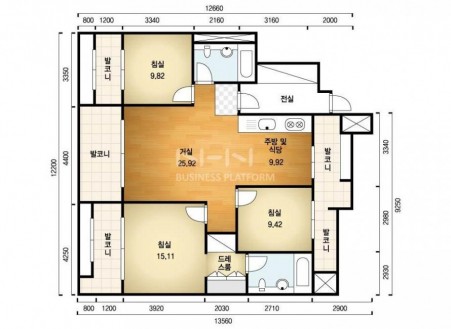 12660
800 1200 3340 2160 3160 2000
12200
3350
4400
4250
발코니
침실
9,82
전실
발코니
거실
25,92
주방 및
식당
9,92
발코니
BUSINESS PLATFORM
3340
9250
2980
2930
발코니
침실
15,11
침실
9,42
발코니
드레
스룸
800 1200 3920 2030 2710 2900
13560